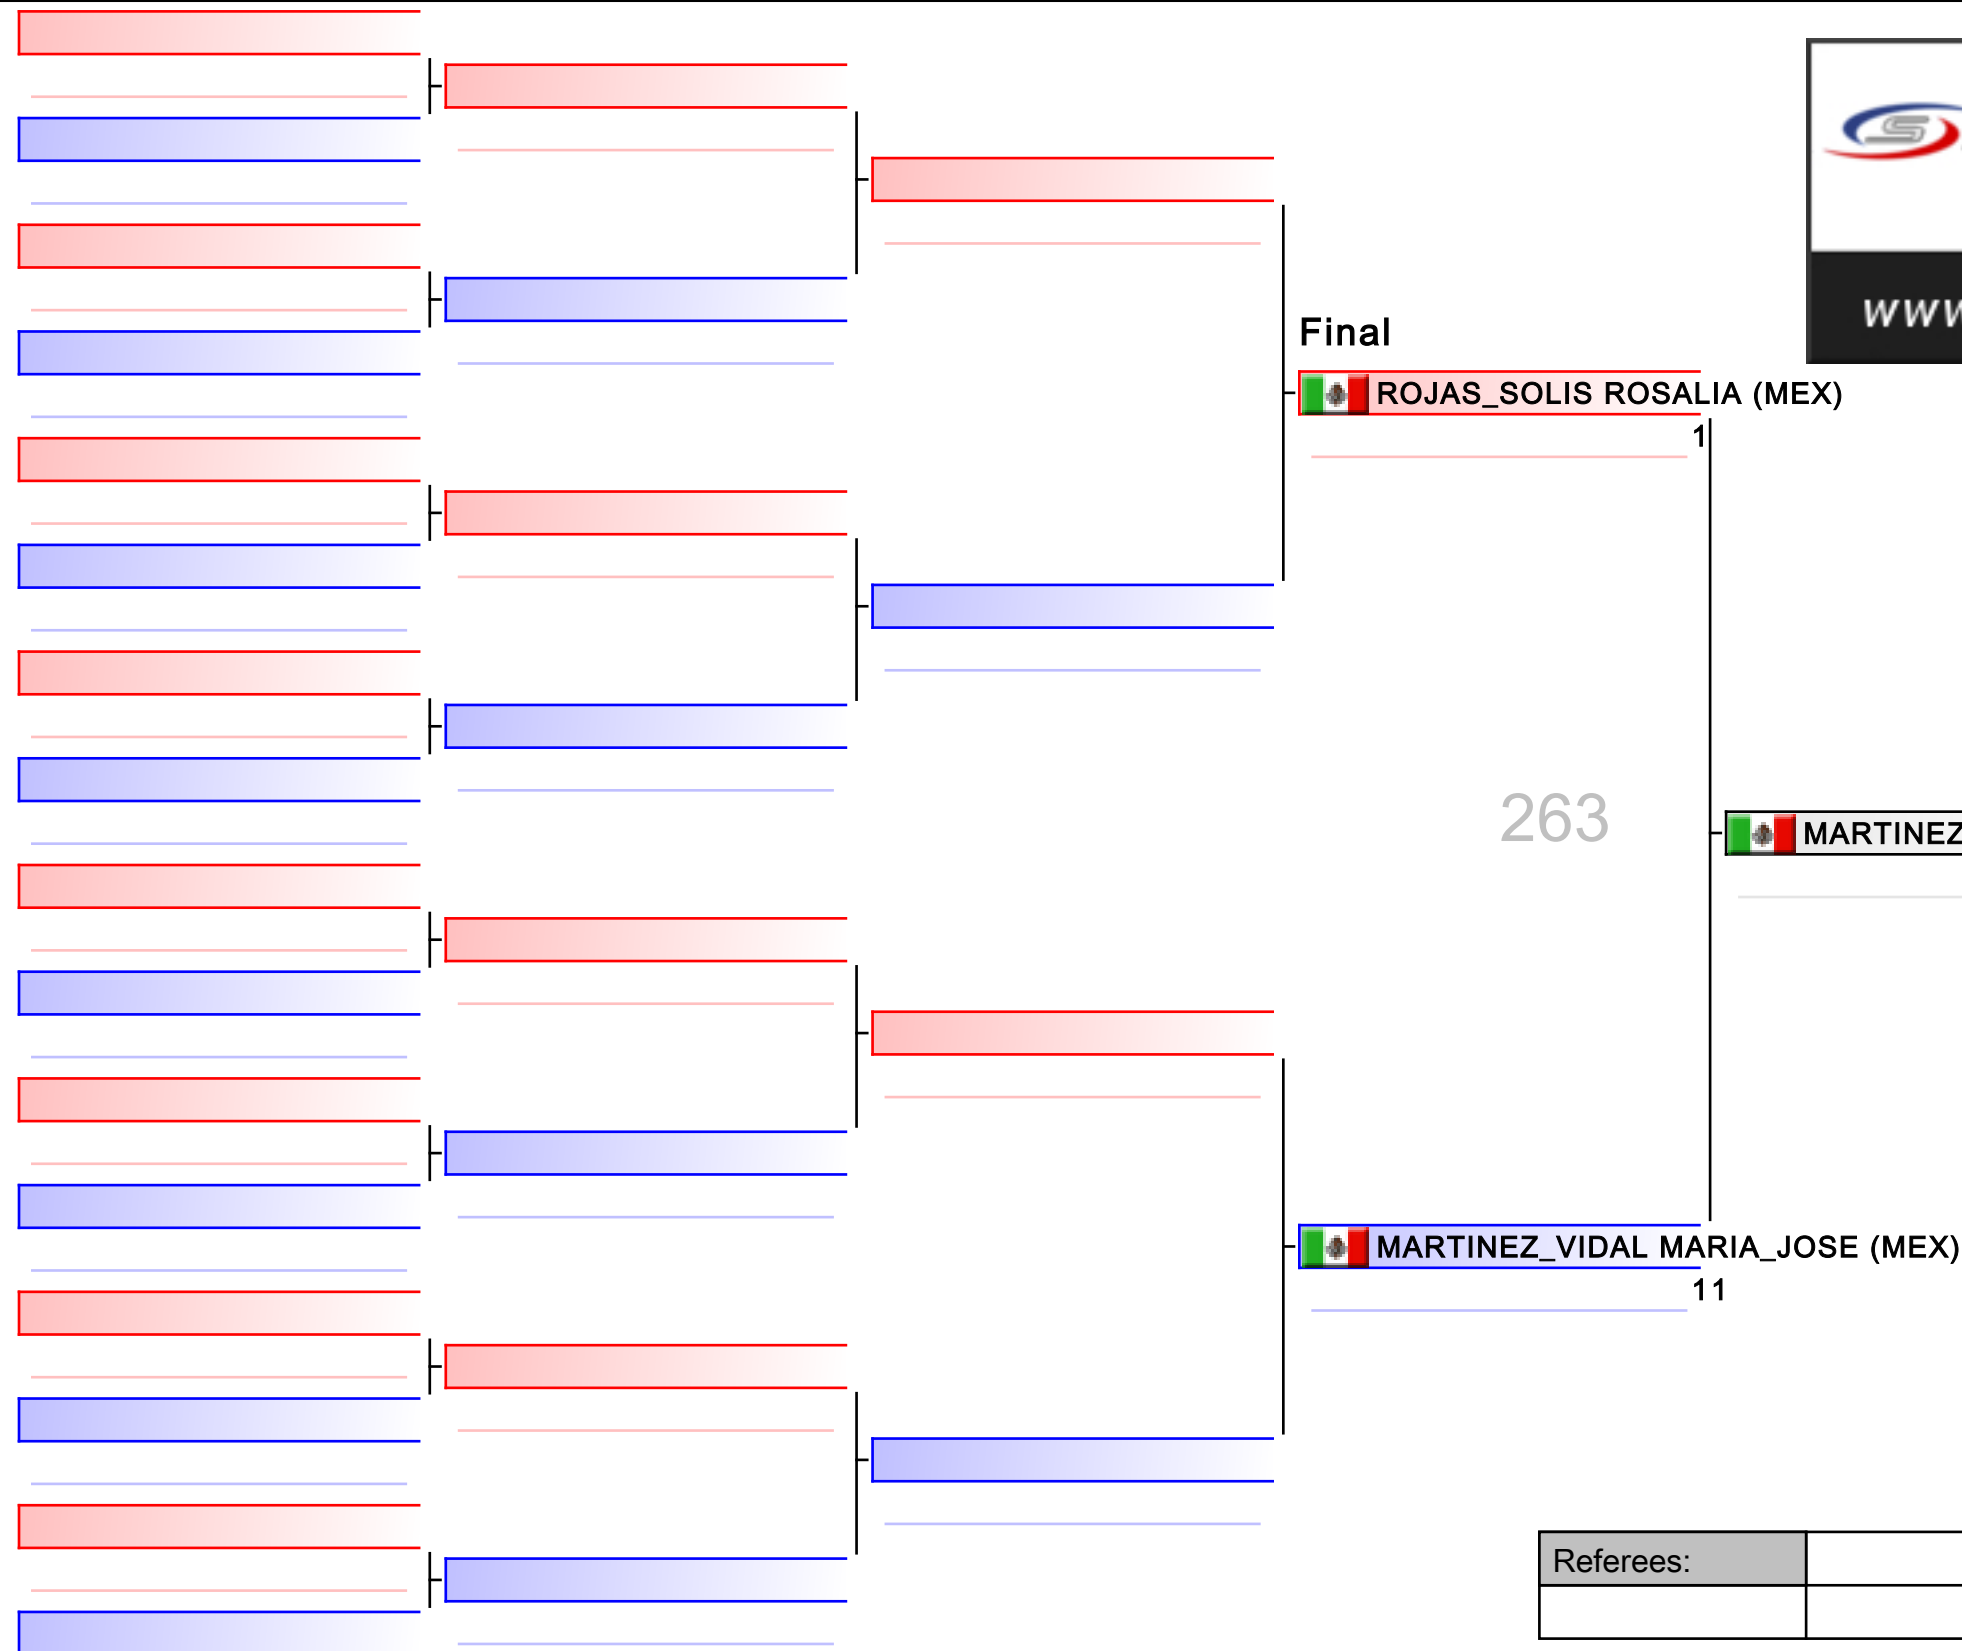 Final
ROJAS_SOLIS ROSALIA (MEX)
1
263
MARTINEZ
MARTINEZ_VIDAL MARIA_JOSE (MEX)
11
Referees: